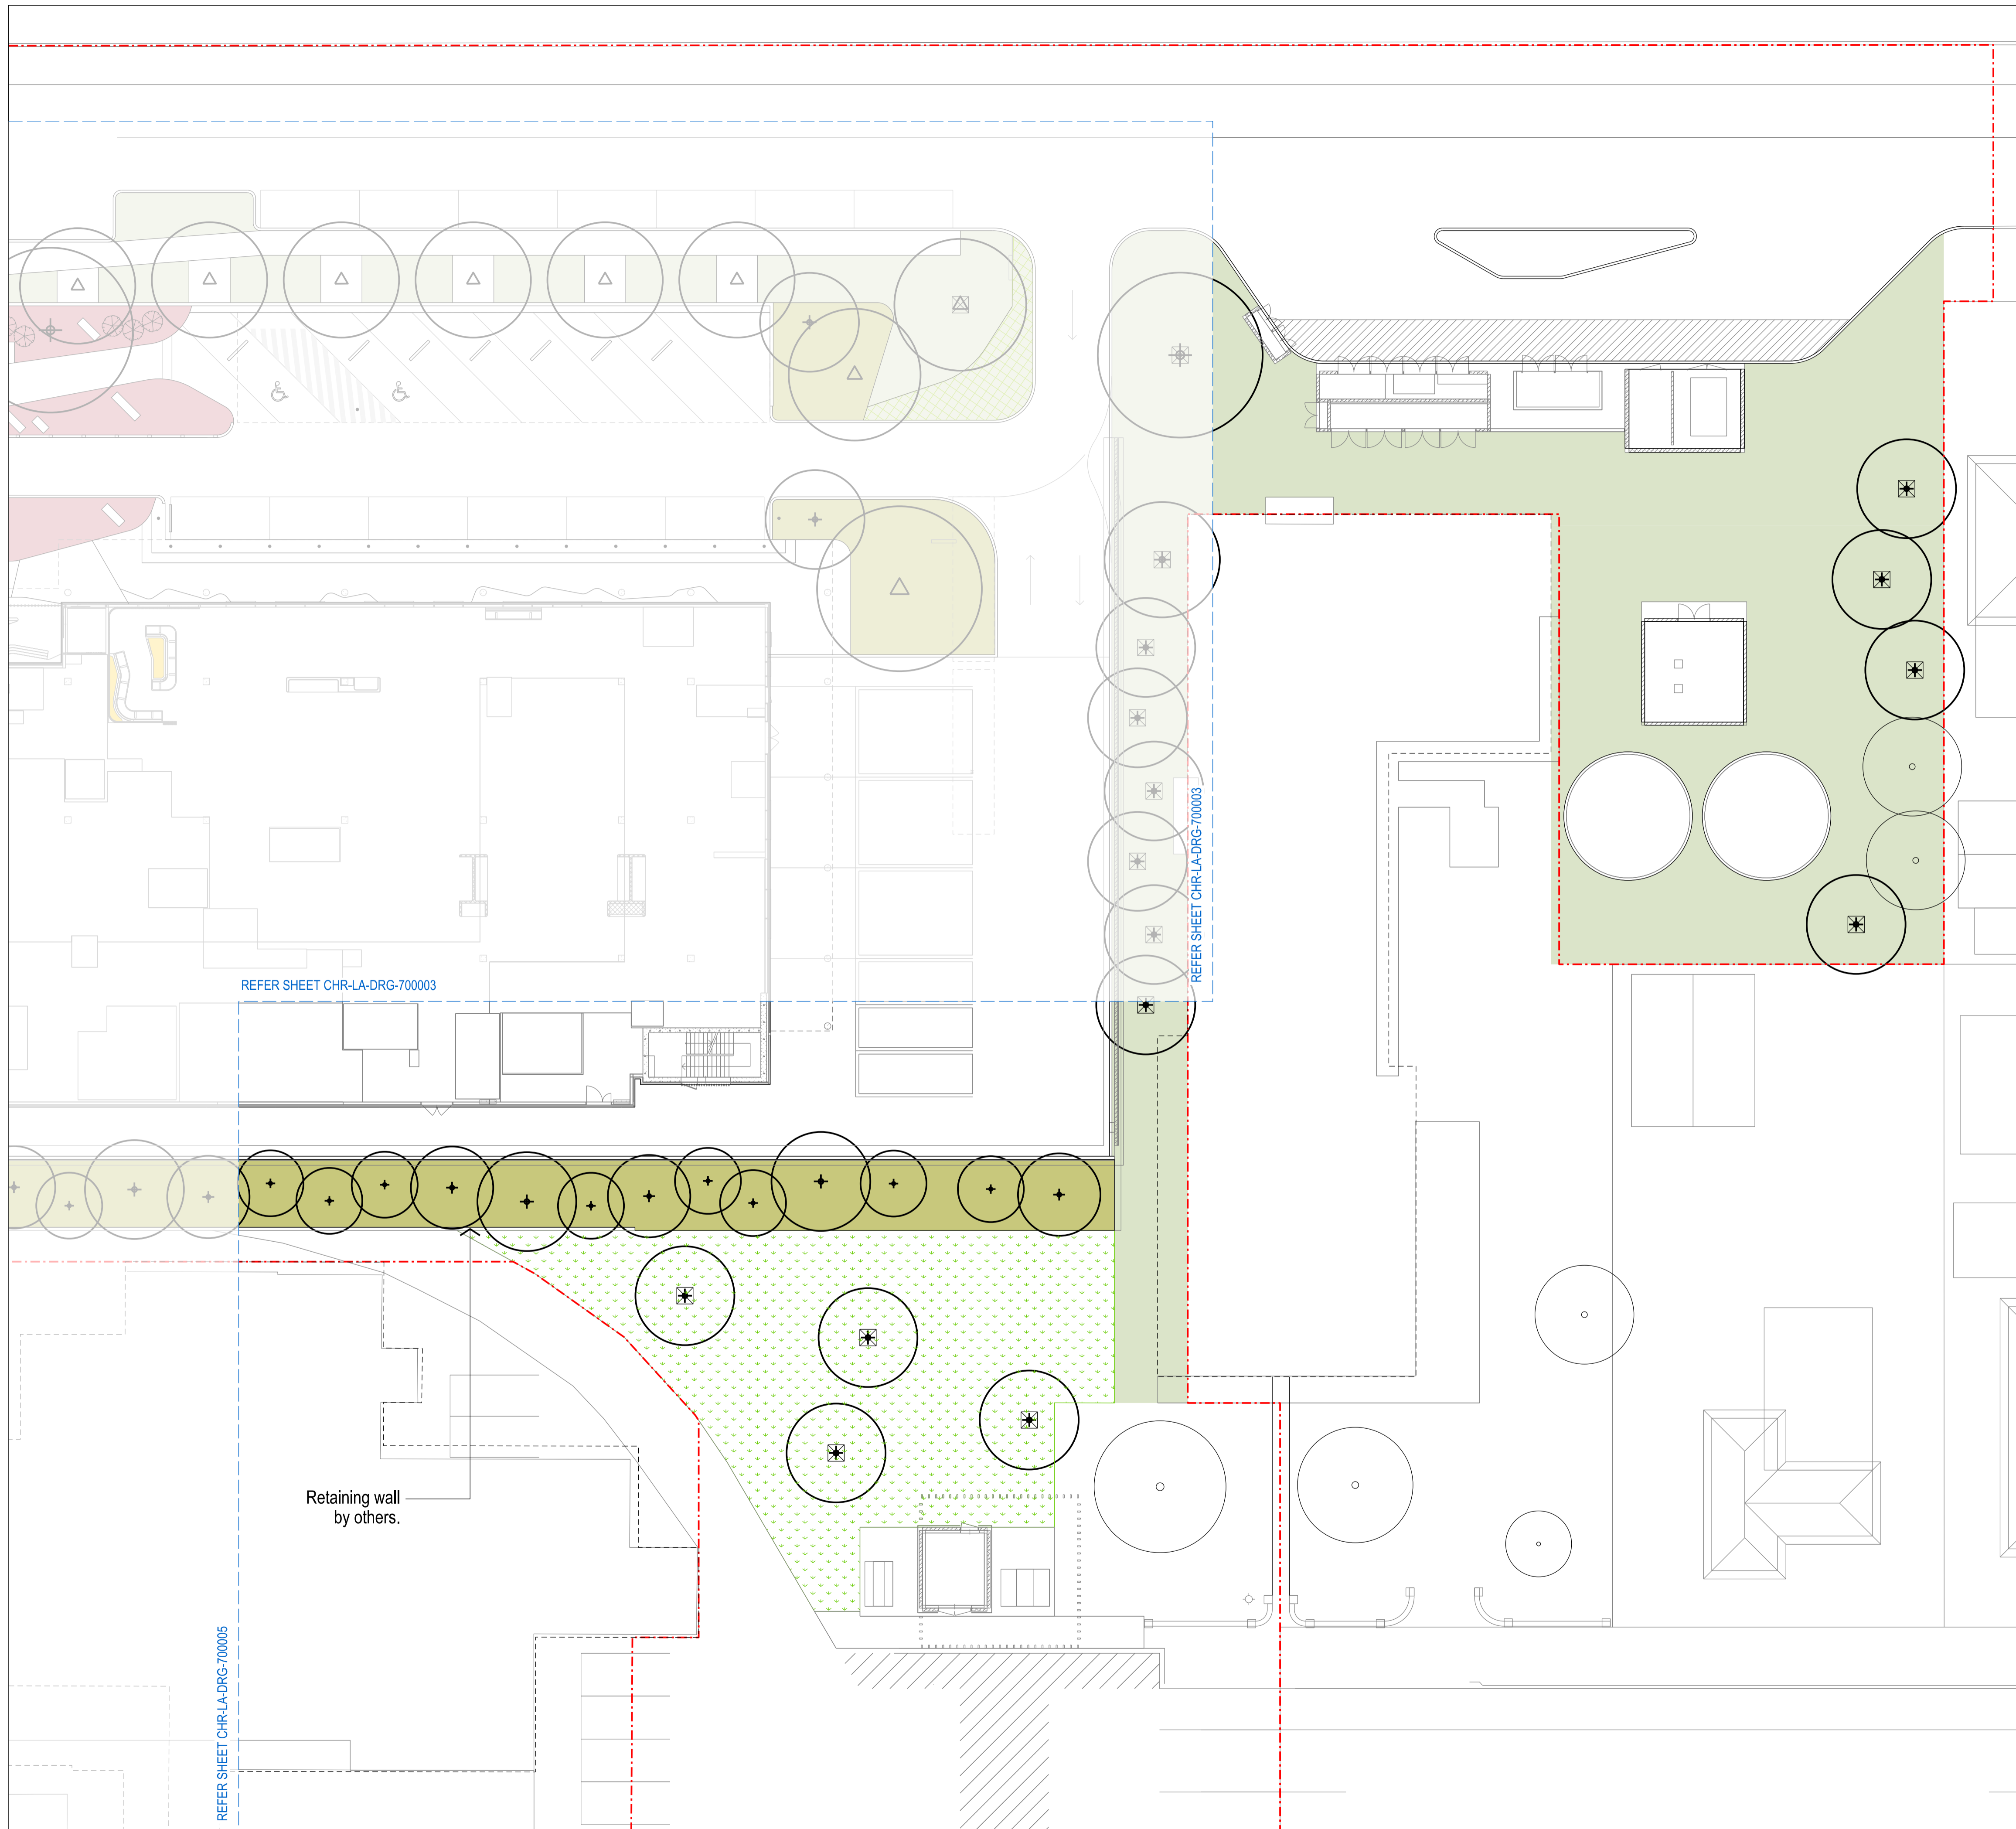 REFER SHEET CHR-LA-DRG-700003
REFER SHEET CHR-LA-DRG-700003
Retaining wall
by others.
REFER SHEET CHR-LA-DRG-700005